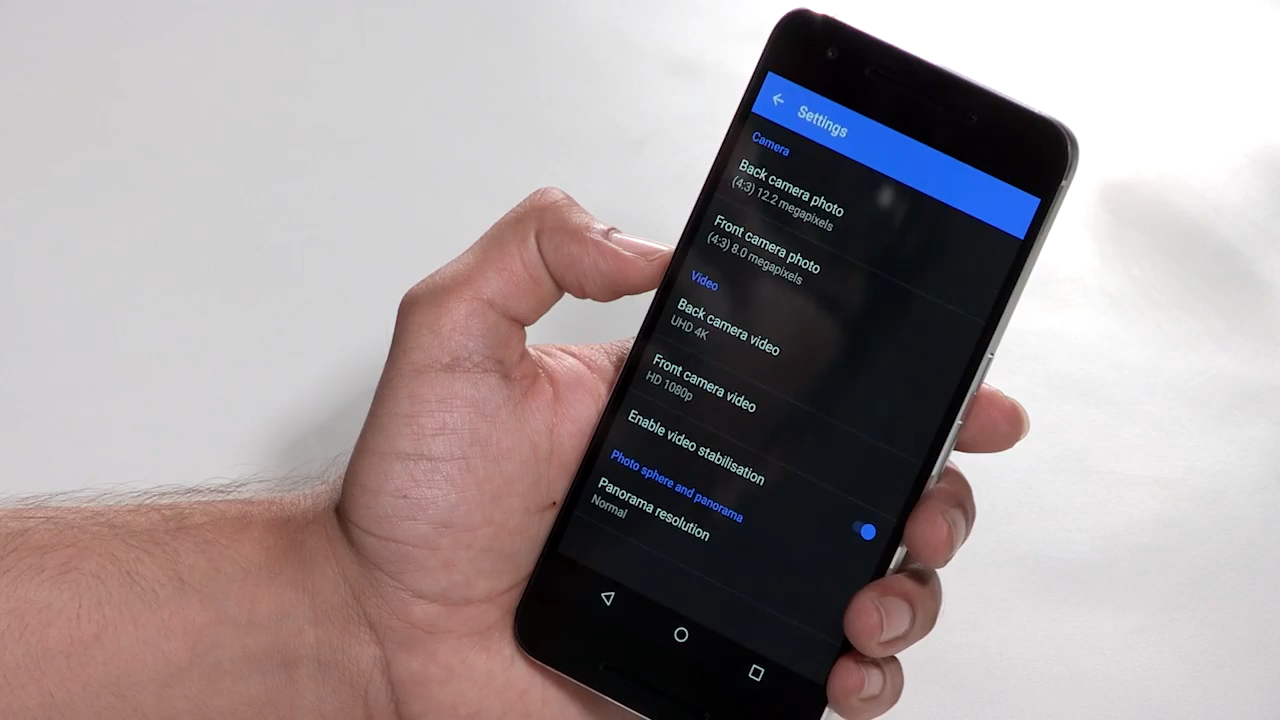 Settings
Camera
Back camera photo
(4:3) 12.2 megapixels
Front camera photo
(4:3) 8.0 megapixels
Video
Back camera video
UHD 4K
Front camera video
HD 1080p
Enable video stabilisation
Photo sphere and panorama
Panorama resolution
Normal